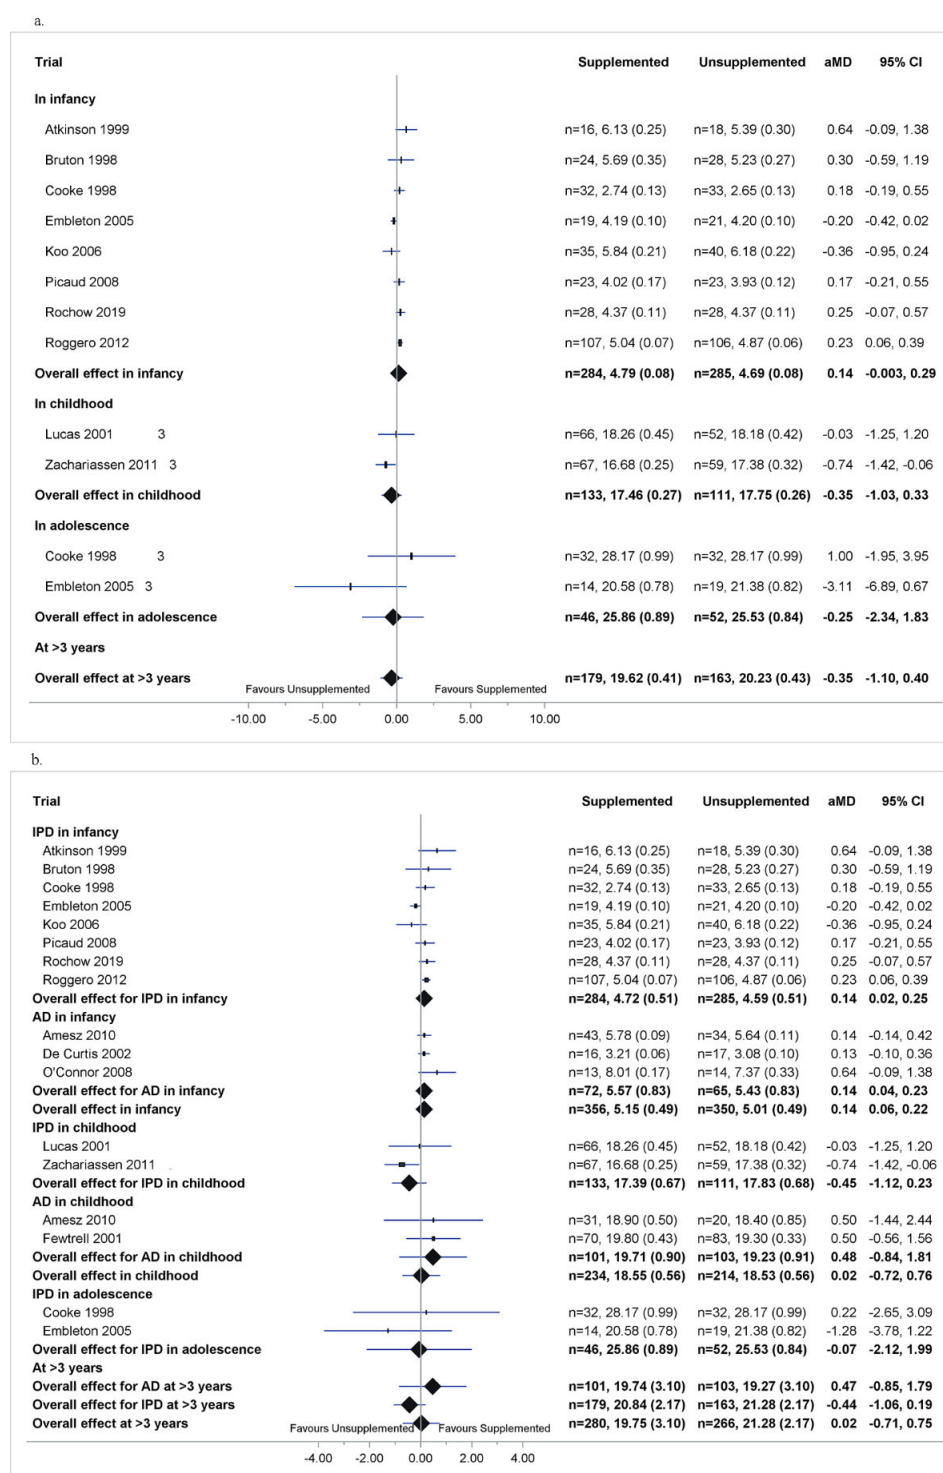 a.
Trial Supplemented Unsupplemented aMD 95% CI
In infancy
Atkinson 1999 n=16, 6.13 (0.25) n=18, 5.39 (0.30) 0.64 -0.09, 1.38
Bruton 1998 n=24, 5.69 (0.35) n=28, 5.23 (0.27) 0.30 -0.59, 1.19
Cooke 1998 n=32, 2.74 (0.13) n=33, 2.65 (0.13) 0.18 -0.19, 0.55
Embleton 2005 n=19, 4.19 (0.10) n=21, 4.20 (0.10) -0.20 -0.42, 0.02
Koo 2006 n=35, 5.84 (0.21) n=40, 6.18 (0.22) -0.36 -0.95, 0.24
Picaud 2008 n=23, 4.02 (0.17) n=23, 3.93 (0.12) 0.17 -0.21, 0.55
Rochow 2019 n=28, 4.37 (0.11) n=28, 4.37 (0.11) 0.25 -0.07, 0.57
Roggero 2012 n=107, 5.04 (0.07) n=106, 4.87 (0.06) 0.23 0.06, 0.39
Overall effect in infancy n=284, 4.79 (0.08) n=285, 4.69 (0.08) 0.14 -0.003, 0.29
In childhood
Lucas 2001 3 n=66, 18.26 (0.45) n=52, 18.18 (0.42) -0.03 -1.25, 1.20
Zachariassen 2011 3 n=67, 16.68 (0.25) n=59, 17.38 (0.32) -0.74 -1.42, -0.06
Overall effect in childhood n=133, 17.46 (0.27) n=111, 17.75 (0.26) -0.35 -1.03, 0.33
In adolescence
Cooke 1998 3 n=32, 28.17 (0.99) n=32, 28.17 (0.99) 1.00 -1.95, 3.95
Embleton 2005 3 n=14, 20.58 (0.78) n=19, 21.38 (0.82) -3.11 -6.89, 0.67
Overall effect in adolescence n=46, 25.86 (0.89) n=52, 25.53 (0.84) -0.25 -2.34, 1.83
At >3 years
Overall effect at >3 years n=179, 19.62 (0.41) n=163, 20.23 (0.43) -0.35 -1.10, 0.40
Favours Unsupplemented Favours Supplemented
-10.00 -5.00 0.00 5.00 10.00
b.
Trial Supplemented Unsupplemented aMD 95% CI
IPD in infancy
Atkinson 1999 n=16, 6.13 (0.25) n=18, 5.39 (0.30) 0.64 -0.09, 1.38
Bruton 1998 n=24, 5.69 (0.35) n=28, 5.23 (0.27) 0.30 -0.59, 1.19
Cooke 1998 n=32, 2.74 (0.13) n=33, 2.65 (0.13) 0.18 -0.19, 0.55
Embleton 2005 n=19, 4.19 (0.10) n=21, 4.20 (0.10) -0.20 -0.42, 0.02
Koo 2006 n=35, 5.84 (0.21) n=40, 6.18 (0.22) -0.36 -0.95, 0.24
Picaud 2008 n=23, 4.02 (0.17) n=23, 3.93 (0.12) 0.17 -0.21, 0.55
Rochow 2019 n=28, 4.37 (0.11) n=28, 4.37 (0.11) 0.25 -0.07, 0.57
Roggero 2012 n=107, 5.04 (0.07) n=106, 4.87 (0.06) 0.23 0.06, 0.39
Overall effect for IPD in infancy n=284, 4.72 (0.51) n=285, 4.59 (0.51) 0.14 0.02, 0.25
AD in infancy
Amesz 2010 n=43, 5.78 (0.09) n=34, 5.64 (0.11) 0.14 -0.14, 0.42
De Curtis 2002 n=16, 3.21 (0.06) n=17, 3.08 (0.10) 0.13 -0.10, 0.36
O'Connor 2008 n=13, 8.01 (0.17) n=14, 7.37 (0.33) 0.64 -0.09, 1.38
Overall effect for AD in infancy n=72, 5.57 (0.83) n=65, 5.43 (0.83) 0.14 0.04, 0.23
Overall effect in infancy n=356, 5.15 (0.49) n=350, 5.01 (0.49) 0.14 0.06, 0.22
IPD in childhood
Lucas 2001 n=66, 18.26 (0.45) n=52, 18.18 (0.42) -0.03 -1.25, 1.20
Zachariassen 2011 n=67, 16.68 (0.25) n=59, 17.38 (0.32) -0.74 -1.42, -0.06
Overall effect for IPD in childhood n=133, 17.39 (0.67) n=111, 17.83 (0.68) -0.45 -1.12, 0.23
AD in childhood
Amesz 2010 n=31, 18.90 (0.50) n=20, 18.40 (0.85) 0.50 -1.44, 2.44
Fewtrell 2001 n=70, 19.80 (0.43) n=83, 19.30 (0.33) 0.50 -0.56, 1.56
Overall effect for AD in childhood n=101, 19.71 (0.90) n=103, 19.23 (0.91) 0.48 -0.84, 1.81
Overall effect in childhood n=234, 18.55 (0.56) n=214, 18.53 (0.56) 0.02 -0.72, 0.76
IPD in adolescence
Cooke 1998 n=32, 28.17 (0.99) n=32, 28.17 (0.99) 0.22 -2.65, 3.09
Embleton 2005 n=14, 20.58 (0.78) n=19, 21.38 (0.82) -1.28 -3.78, 1.22
Overall effect for IPD in adolescence n=46, 25.86 (0.89) n=52, 25.53 (0.84) -0.07 -2.12, 1.99
At >3 years
Overall effect for AD at >3 years n=101, 19.74 (3.10) n=103, 19.27 (3.10) 0.47 -0.85, 1.79
Overall effect for IPD at >3 years n=179, 20.84 (2.17) n=163, 21.28 (2.17) -0.44 -1.06, 0.19
Overall effect at >3 years n=280, 19.75 (3.10) n=266, 21.28 (2.17) 0.02 -0.71, 0.75
Favours Unsupplemented Favours Supplemented
-4.00 -2.00 0.00 2.00 4.00